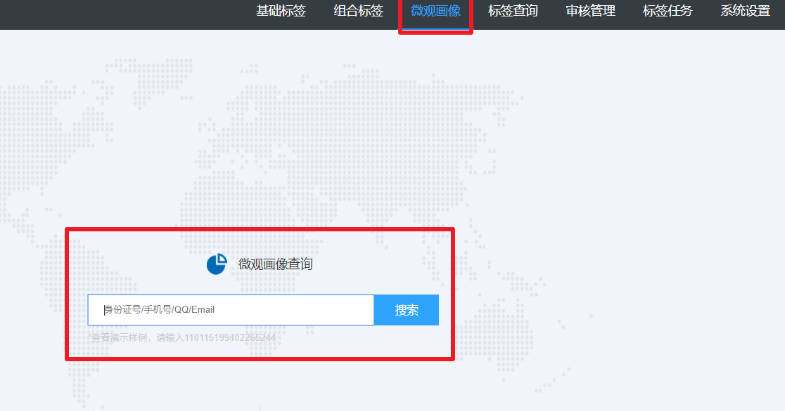 基础标签 组合标签 微观画像 标签查询 审核管理 标签任务 系统设置
微观画像查询
身份证号/手机号/QQ/Email 搜索
*查看演示样例，请输入110115199402265244